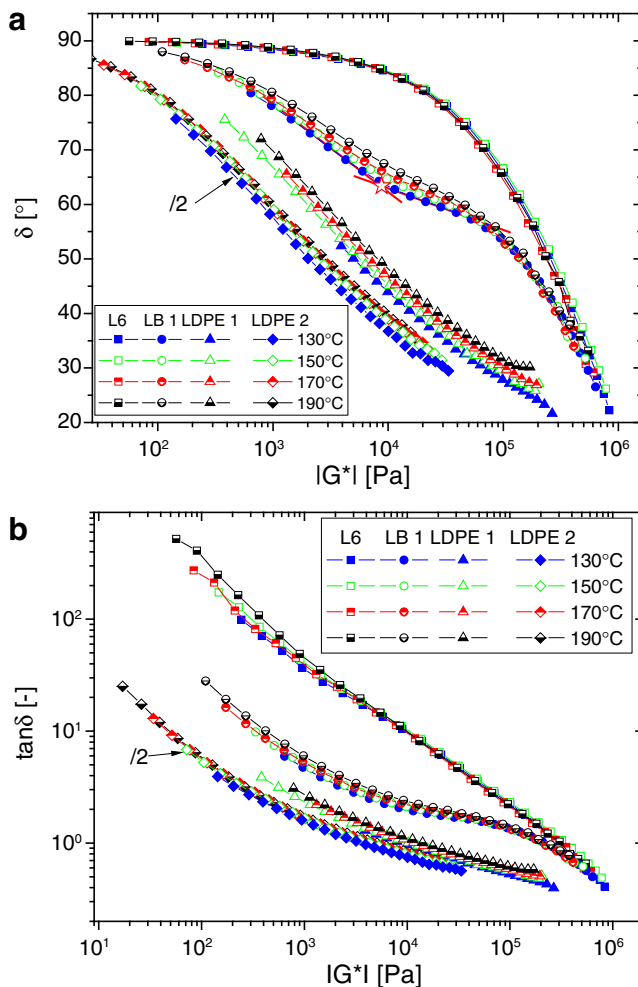 a
90
80
70
60
50
40
30
20
δ [°]
/2
L6 LB 1 LDPE 1 LDPE 2
130°C
150°C
170°C
190°C
10² 10³ 10⁴ 10⁵ 10⁶
|G*| [Pa]
b
L6 LB 1 LDPE 1 LDPE 2
130°C
150°C
170°C
190°C
10²
10¹
10⁰
tanδ [-]
/2
10¹ 10² 10³ 10⁴ 10⁵ 10⁶
|G*| [Pa]